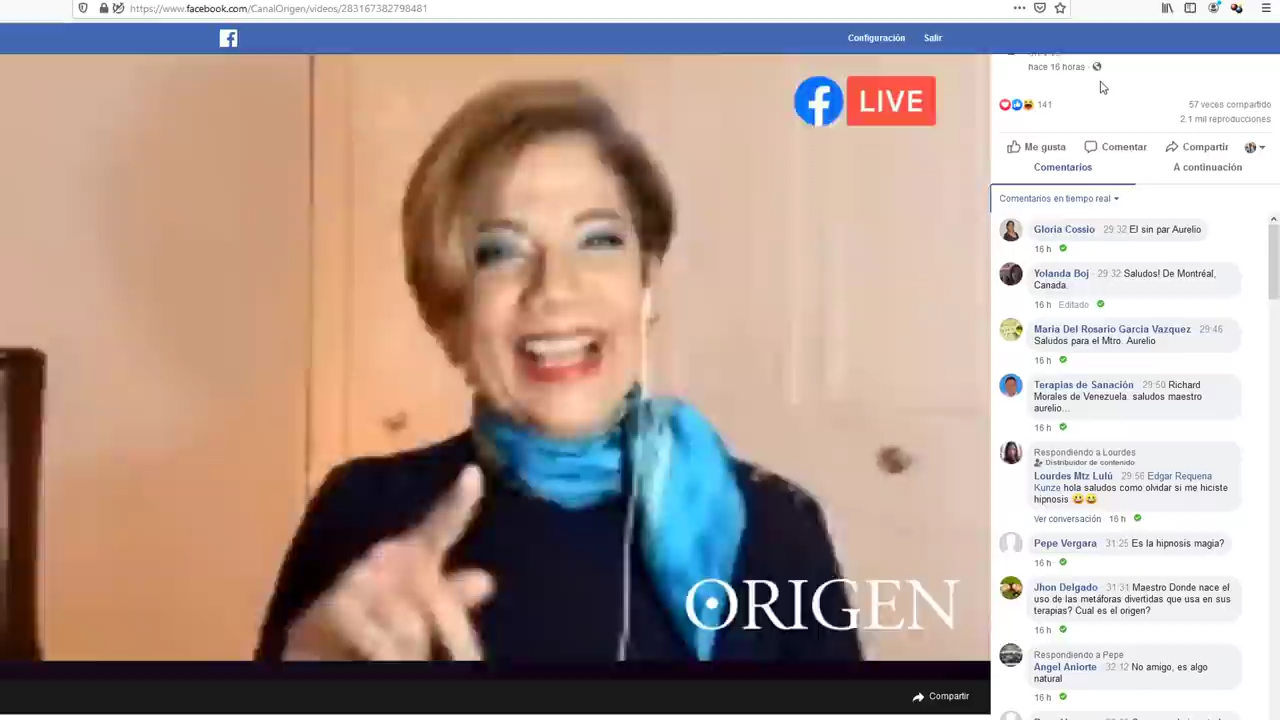 https://www.facebook.com/CanalOrigen/videos/283167382798481
Configuración
Salir
LIVE
ORIGEN
Compartir
hace 16 horas ·
141
57 veces compartido
2.1 mil reproducciones
Me gusta
Comentar
Compartir
Comentarios
A continuación
Comentarios en tiempo real
Gloria Cossio · 29:32 El sin par Aurelio
16 h
Yolanda Boj · 29:32 Saludos! De Montréal,
Canada.
16 h Editado
Maria Del Rosario Garcia Vazquez · 29:46
Saludos para el Mtro. Aurelio
16 h
Terapias de Sanación · 29:50 Richard
Morales de Venezuela. saludos maestro
aurelio...
16 h
Respondiendo a Lourdes
Distribuidor de contenido
Lourdes Mtz Lulú · 29:56 Edgar Requena
Kunze hola saludos como olvidar si me hiciste
hipnosis 😀😀
Ver conversación · 16 h
Pepe Vergara · 31:25 Es la hipnosis magia?
16 h
Jhon Delgado · 31:31 Maestro Donde nace el
uso de las metáforas divertidas que usa en sus
terapias? Cual es el origen?
16 h
Respondiendo a Pepe
Angel Aniorte · 32:12 No amigo, es algo
natural
16 h